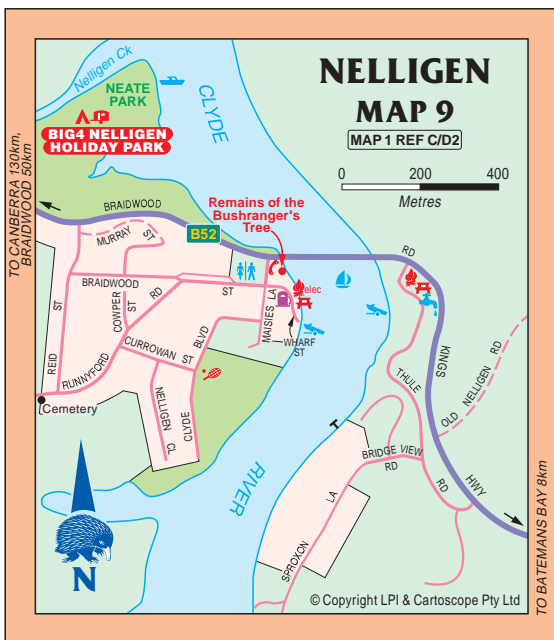 NELLIGEN
MAP 9
MAP 1 REF C/D2
0 200 400
Metres
Nelligen Ck
NEATE
PARK
BIG4 NELLIGEN
HOLIDAY PARK
CLYDE
RIVER
TO CANBERRA 130km,
BRAIDWOOD 50km
BRAIDWOOD
RD
B52
Remains of the
Bushranger's
Tree
MURRAY
ST
BRAIDWOOD
ST
COWPER
ST
RD
REID
ST
RUNNYFORD
CURROWAN ST
BLVD
CLYDE
NELLIGEN
CL
MAISIES
LA
WHARF
ST
elec
Cemetery
KINGS
HWY
THULE
RD
OLD NELLIGEN RD
BRIDGE VIEW
RD
SPROXON
LA
T
N
TO BATEMANS BAY 8km
© Copyright LPI & Cartoscope Pty Ltd